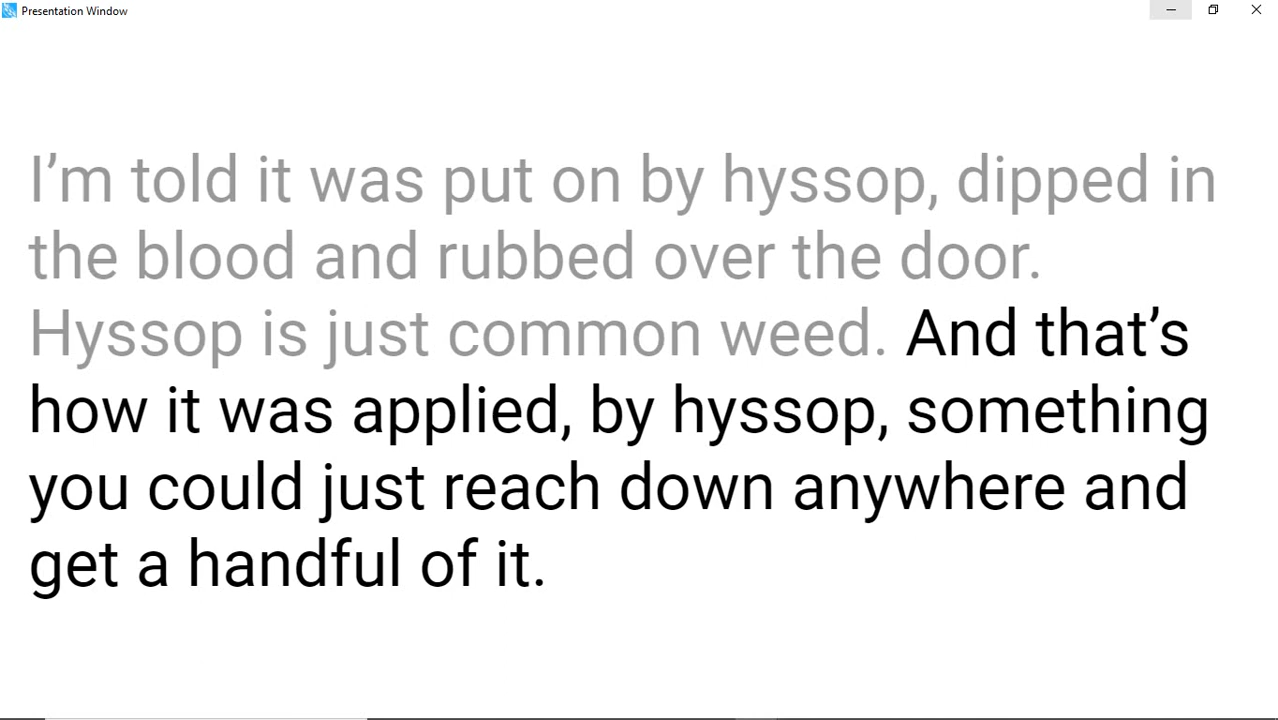 Presentation Window
I’m told it was put on by hyssop, dipped in
the blood and rubbed over the door.
Hyssop is just common weed. And that’s
how it was applied, by hyssop, something
you could just reach down anywhere and
get a handful of it.